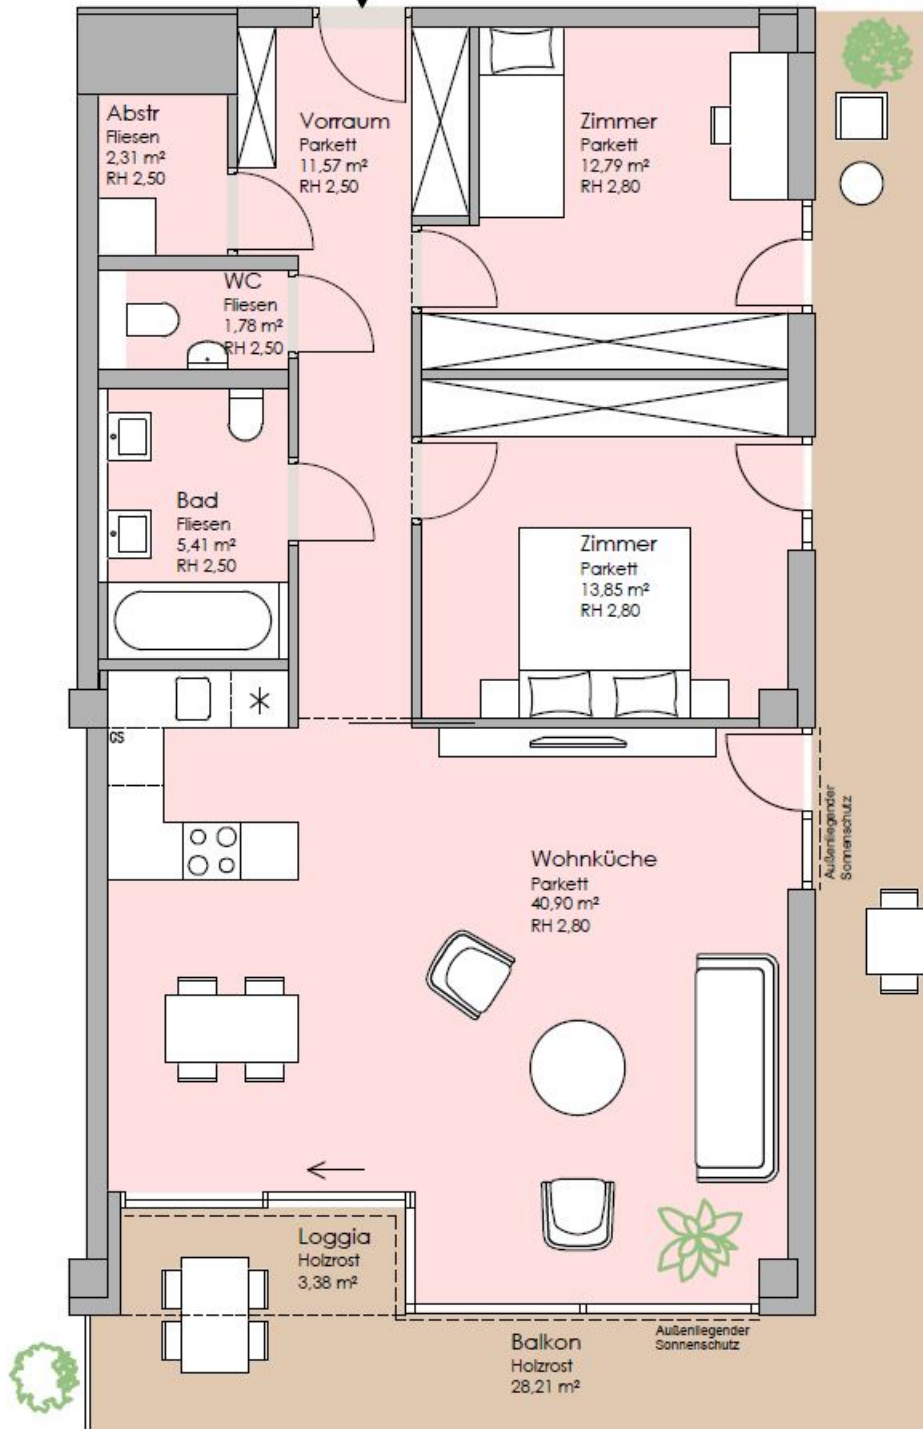 Abstr
Fliesen
2,31 m²
RH 2,50
Vorraum
Parkett
11,57 m²
RH 2,50
Zimmer
Parkett
12,79 m²
RH 2,80
WC
Fliesen
1,78 m²
RH 2,50
Bad
Fliesen
5,41 m²
RH 2,50
Zimmer
Parkett
13,85 m²
RH 2,80
GS
Wohnküche
Parkett
40,90 m²
RH 2,80
Außenliegender
Sonnenschutz
Loggia
Holzrost
3,38 m²
Balkon
Holzrost
28,21 m²
Außenliegender
Sonnenschutz